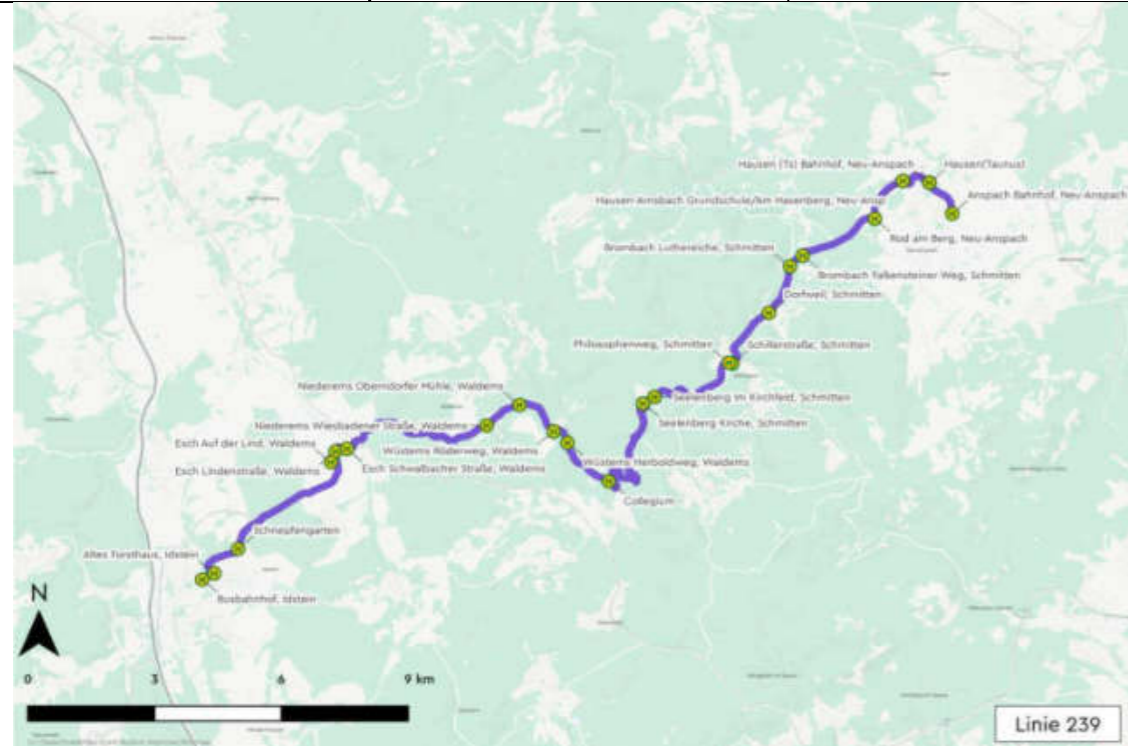 Hausen (Ts) Bahnhof, Neu-Anspach
Hausen(Taunus)
Anspach Bahnhof, Neu-Anspach
Hausen-Arnsbach Grundschule/Am Hasenberg, Neu-Ansp
Rod am Berg, Neu-Anspach
Brombach Luthereiche, Schmitten
Brombach Falkensteiner Weg, Schmitten
Dorfweil, Schmitten
Philosophenweg, Schmitten
Schillerstraße, Schmitten
Niederems Oberndorfer Mühle, Waldems
Seelenberg Im Kirchfeld, Schmitten
Seelenberg Kirche, Schmitten
Niederems Wiesbadener Straße, Waldems
Esch Auf der Lind, Waldems
Wüstems Röderweg, Waldems
Wüstems Herboldweg, Waldems
Esch Lindenstraße, Waldems
Esch Schwalbacher Straße, Waldems
Collegium
Schnepfengarten
Altes Forsthaus, Idstein
Busbahnhof, Idstein
N
0 3 6 9 km
Linie 239